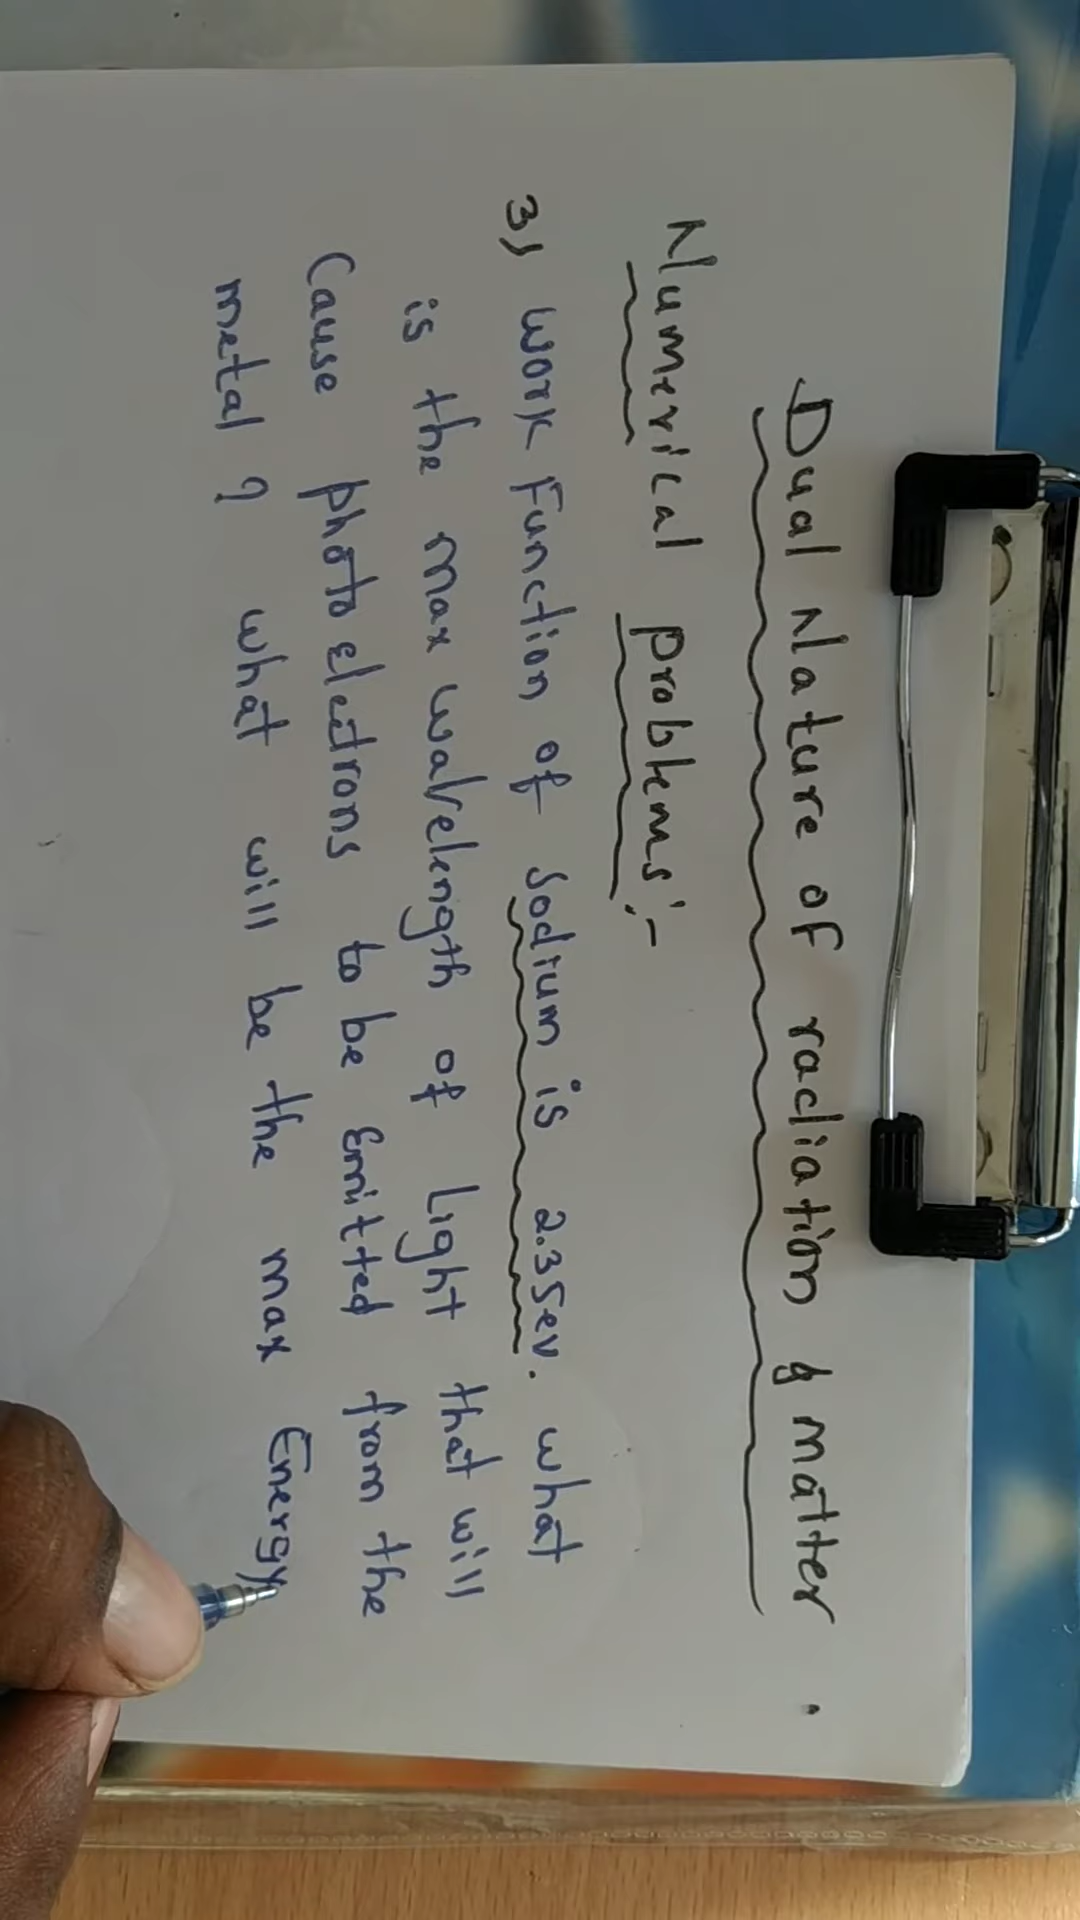 Dual Nature of radiation & matter.
Numerical problems:-
3) Work Function of Sodium is 2.35ev. what
is the max wavelength of Light that will
Cause photo electrons to be Emitted from the
metal? what will be the max Energy